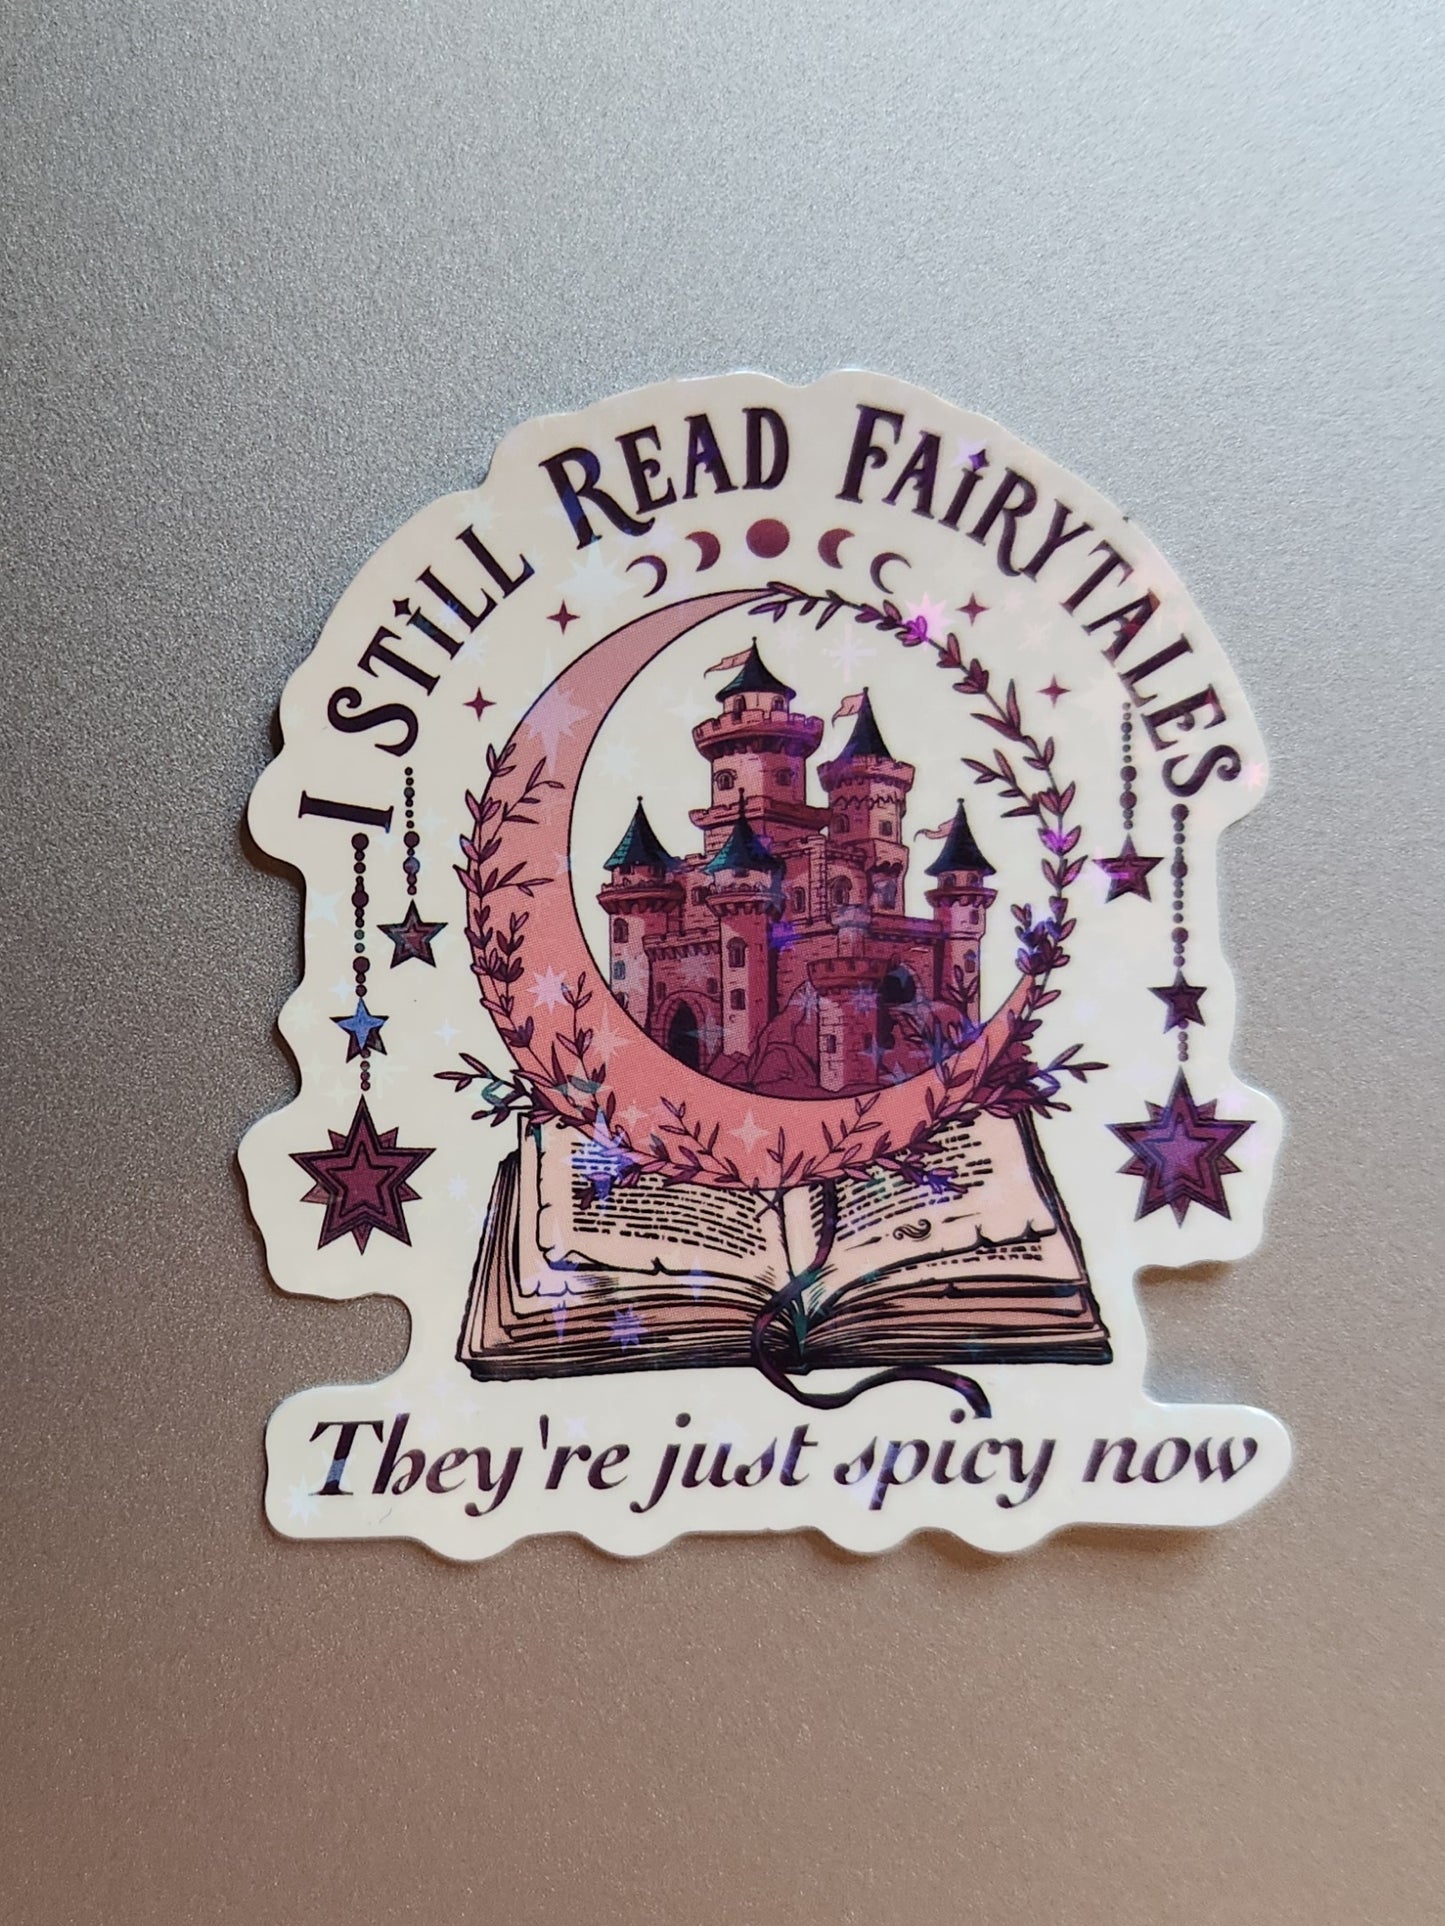 I STiLL READ FAiRYTALES
They're just spicy now